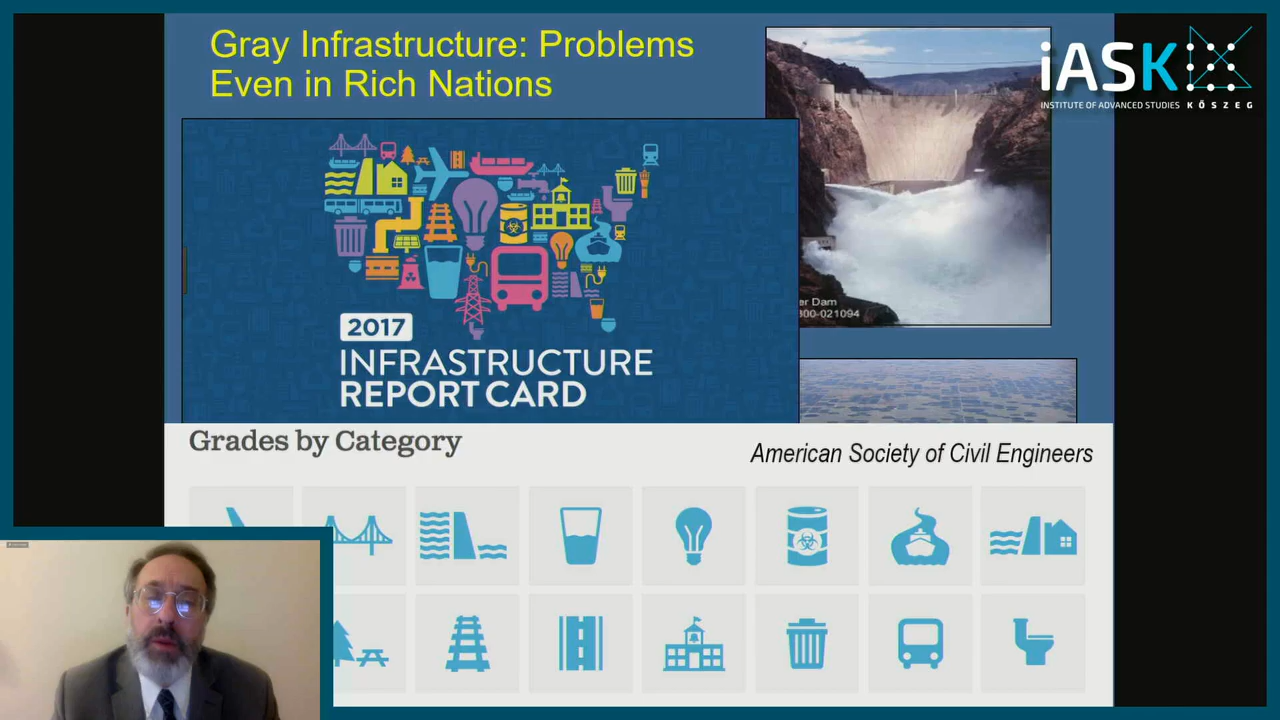 Gray Infrastructure: Problems
Even in Rich Nations
iASK
INSTITUTE OF ADVANCED STUDIES KŐSZEG
er Dam
300-021094
2017
INFRASTRUCTURE
REPORT CARD
Grades by Category
American Society of Civil Engineers